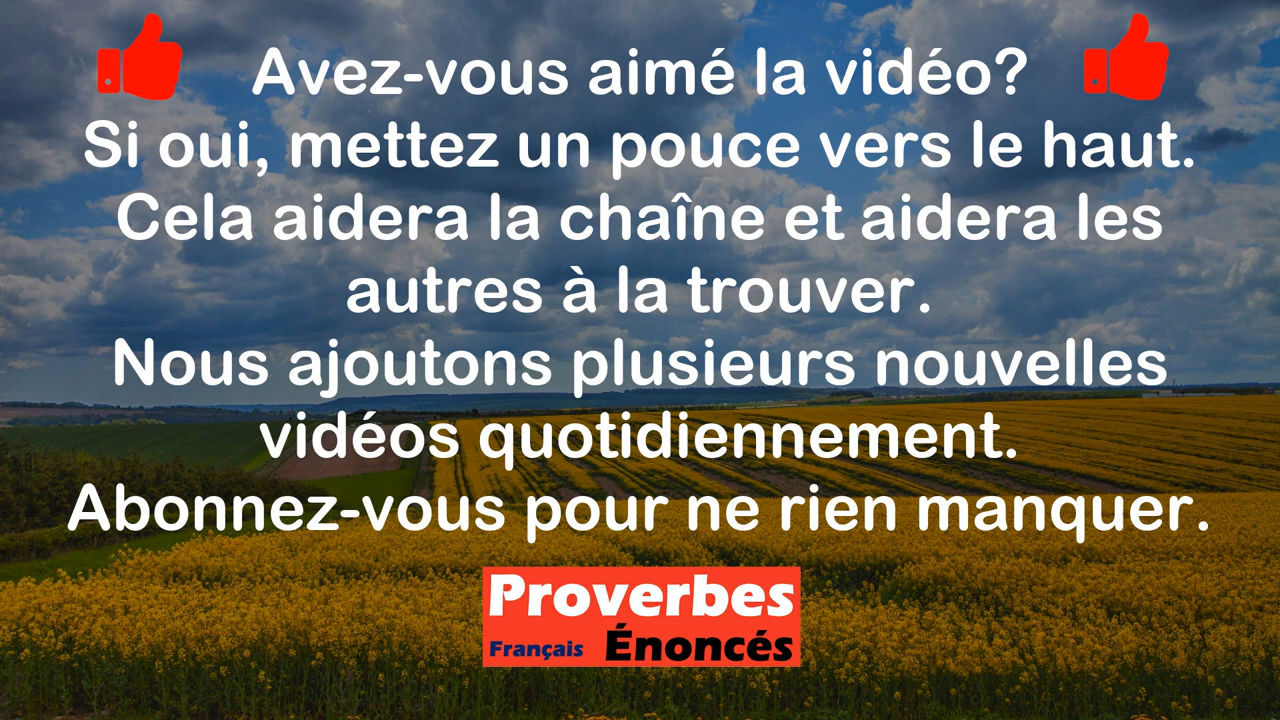 Avez-vous aimé la vidéo?
Si oui, mettez un pouce vers le haut.
Cela aidera la chaîne et aidera les
autres à la trouver.
Nous ajoutons plusieurs nouvelles
vidéos quotidiennement.
Abonnez-vous pour ne rien manquer.
Proverbes
Français Énoncés